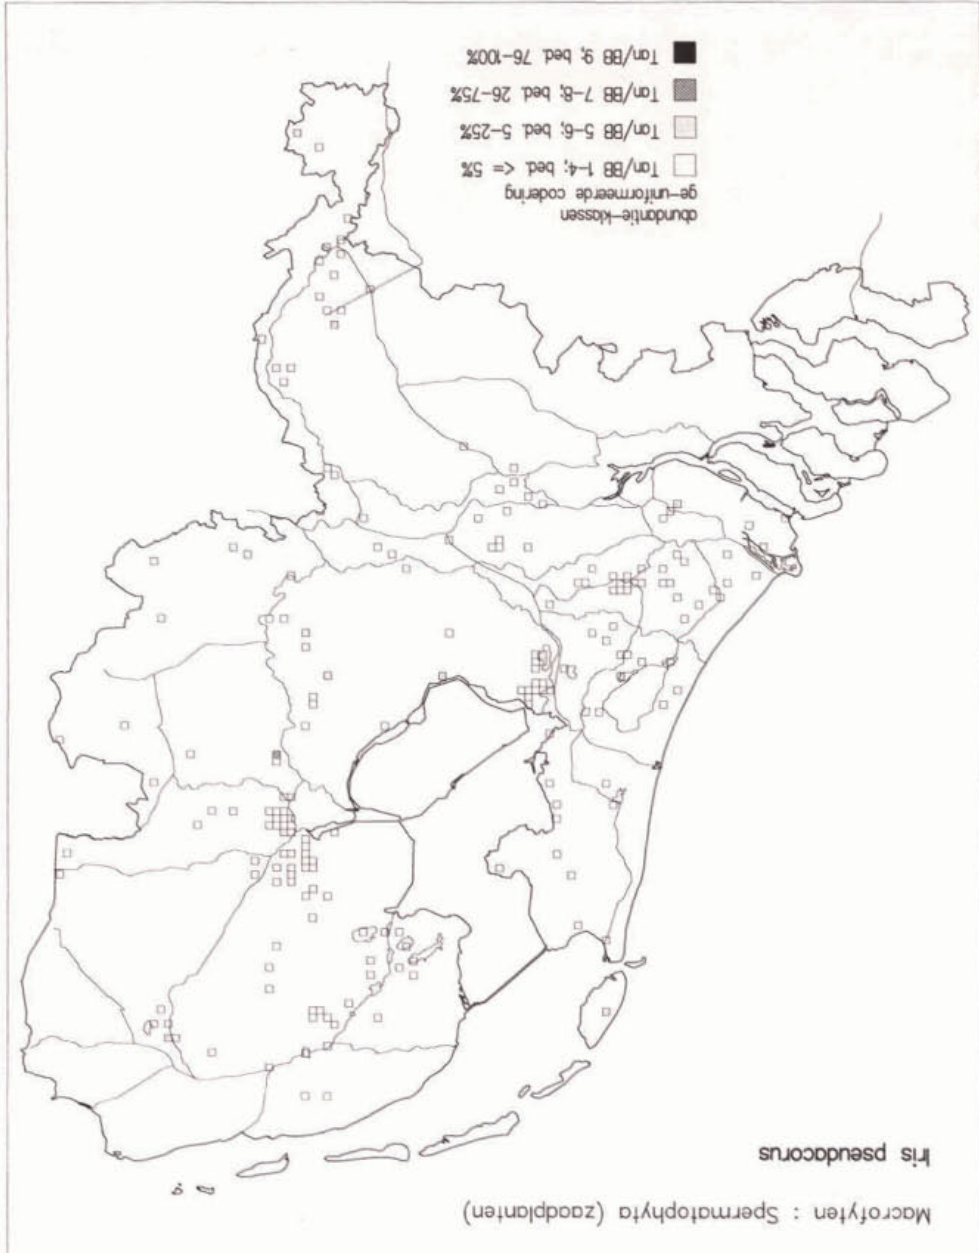 Macrofyten : Spermatophyta (zaadplanten)
Iris pseudacorus
abundantie-klassen
ge-uniformeerde codering
Tan/BB 1-4; bed. <= 5%
Tan/BB 5-6; bed. 5-25%
Tan/BB 7-8; bed. 26-75%
Tan/BB 9; bed. 76-100%